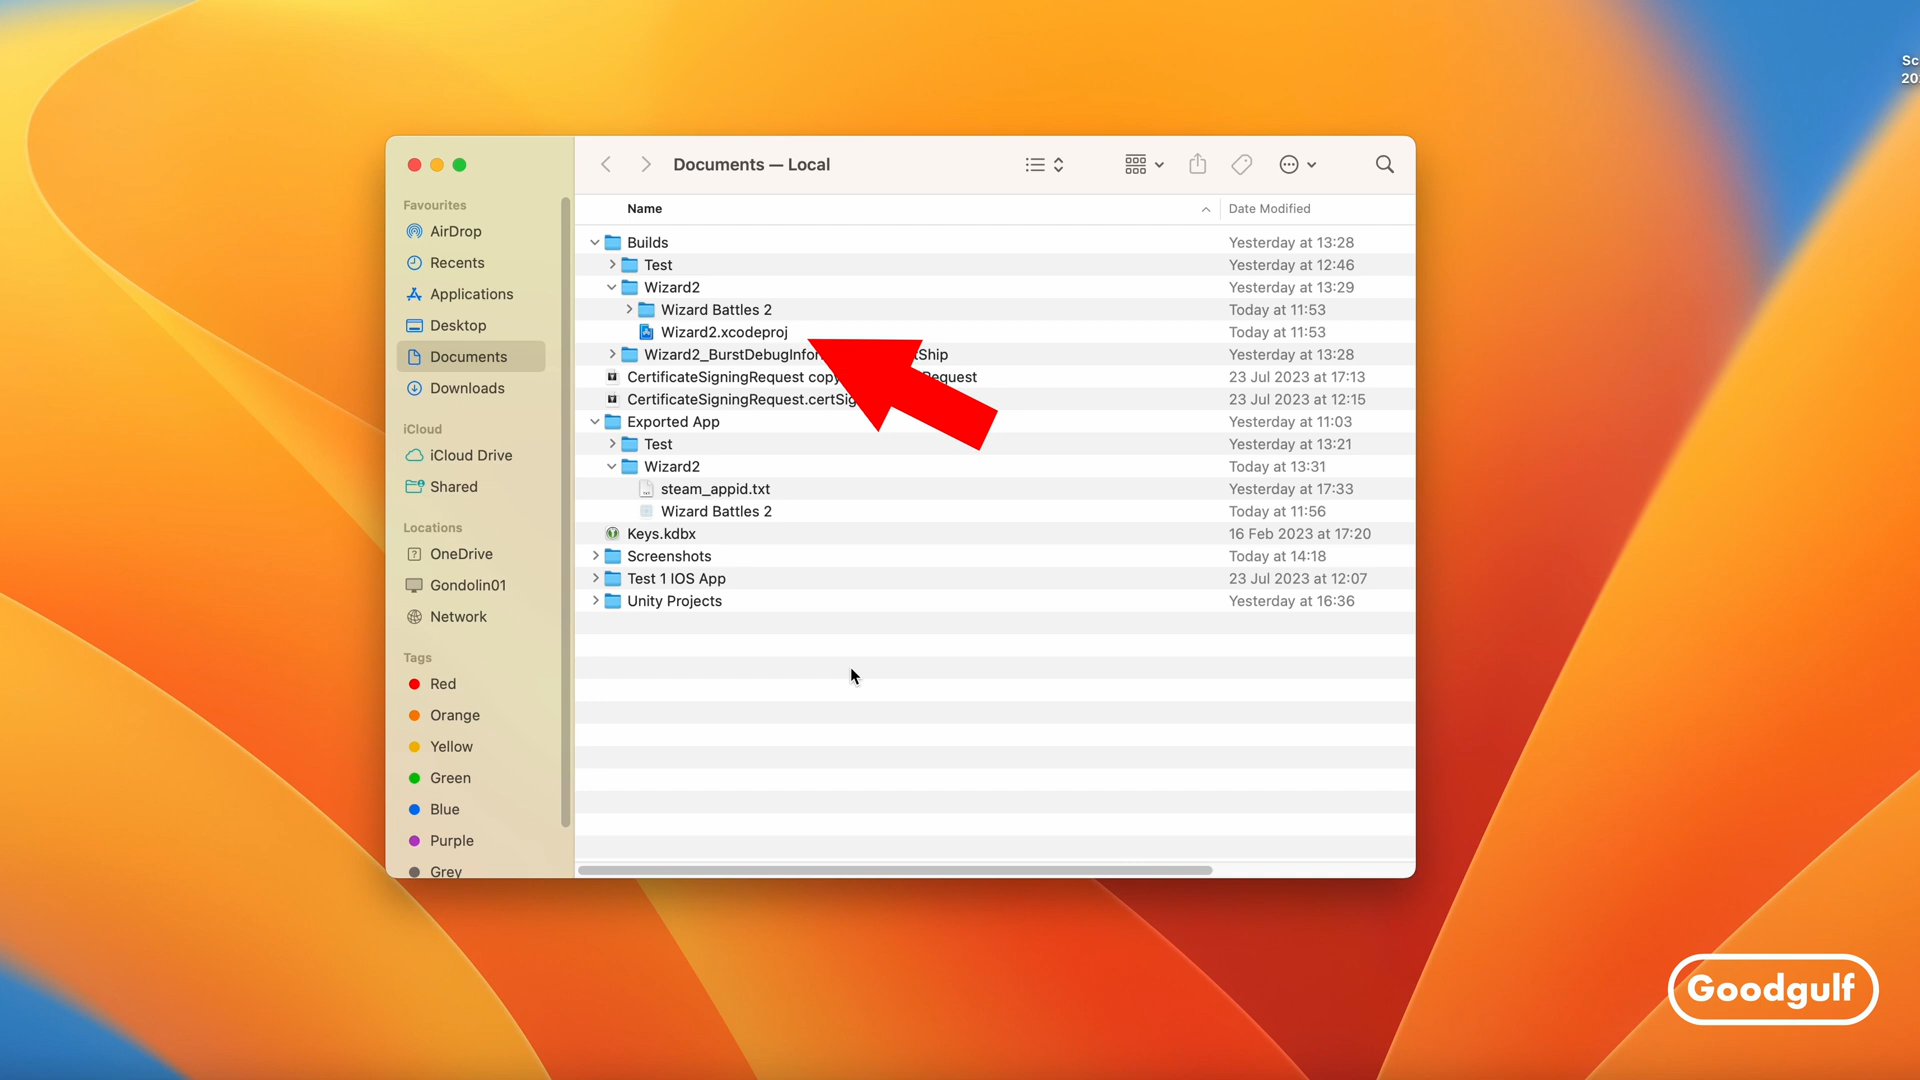 Sc
20
Documents — Local
Favourites
AirDrop
Recents
Applications
Desktop
Documents
Downloads
iCloud
iCloud Drive
Shared
Locations
OneDrive
Gondolin01
Network
Tags
Red
Orange
Yellow
Green
Blue
Purple
Grey
Name Date Modified
Builds Yesterday at 13:28
Test Yesterday at 12:46
Wizard2 Yesterday at 13:29
Wizard Battles 2 Today at 11:53
Wizard2.xcodeproj Today at 11:53
Wizard2_BurstDebugInfor Ship Yesterday at 13:28
CertificateSigningRequest copy Request 23 Jul 2023 at 17:13
CertificateSigningRequest.certSig 23 Jul 2023 at 12:15
Exported App Yesterday at 11:03
Test Yesterday at 13:21
Wizard2 Today at 13:31
steam_appid.txt Yesterday at 17:33
Wizard Battles 2 Today at 11:56
Keys.kdbx 16 Feb 2023 at 17:20
Screenshots Today at 14:18
Test 1 IOS App 23 Jul 2023 at 12:07
Unity Projects Yesterday at 16:36
Goodgulf